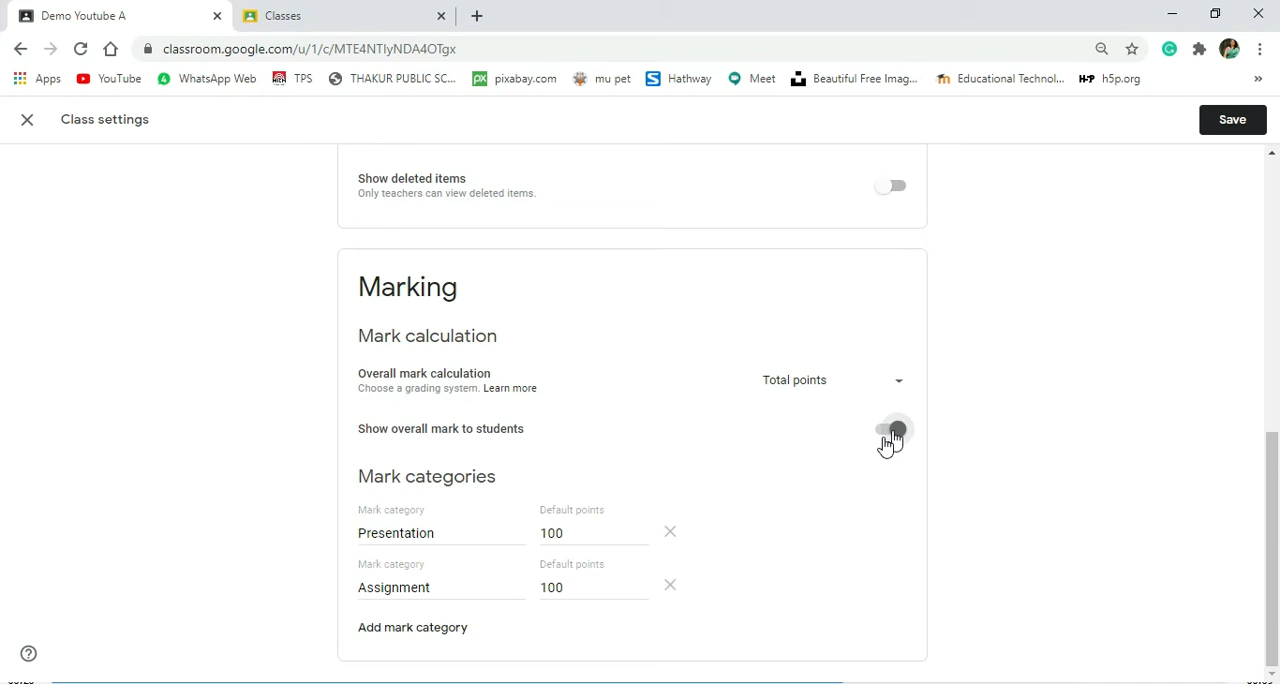 Demo Youtube A
Classes
classroom.google.com/u/1/c/MTE4NTIyNDA4OTgx
Apps YouTube WhatsApp Web TPS THAKUR PUBLIC SC... pixabay.com mu pet Hathway Meet Beautiful Free Imag... Educational Technol... H5P h5p.org »
Class settings
Save
Show deleted items
Only teachers can view deleted items.
Marking
Mark calculation
Overall mark calculation
Choose a grading system. Learn more
Total points
Show overall mark to students
Mark categories
Mark category Default points
Presentation 100
Mark category Default points
Assignment 100
Add mark category